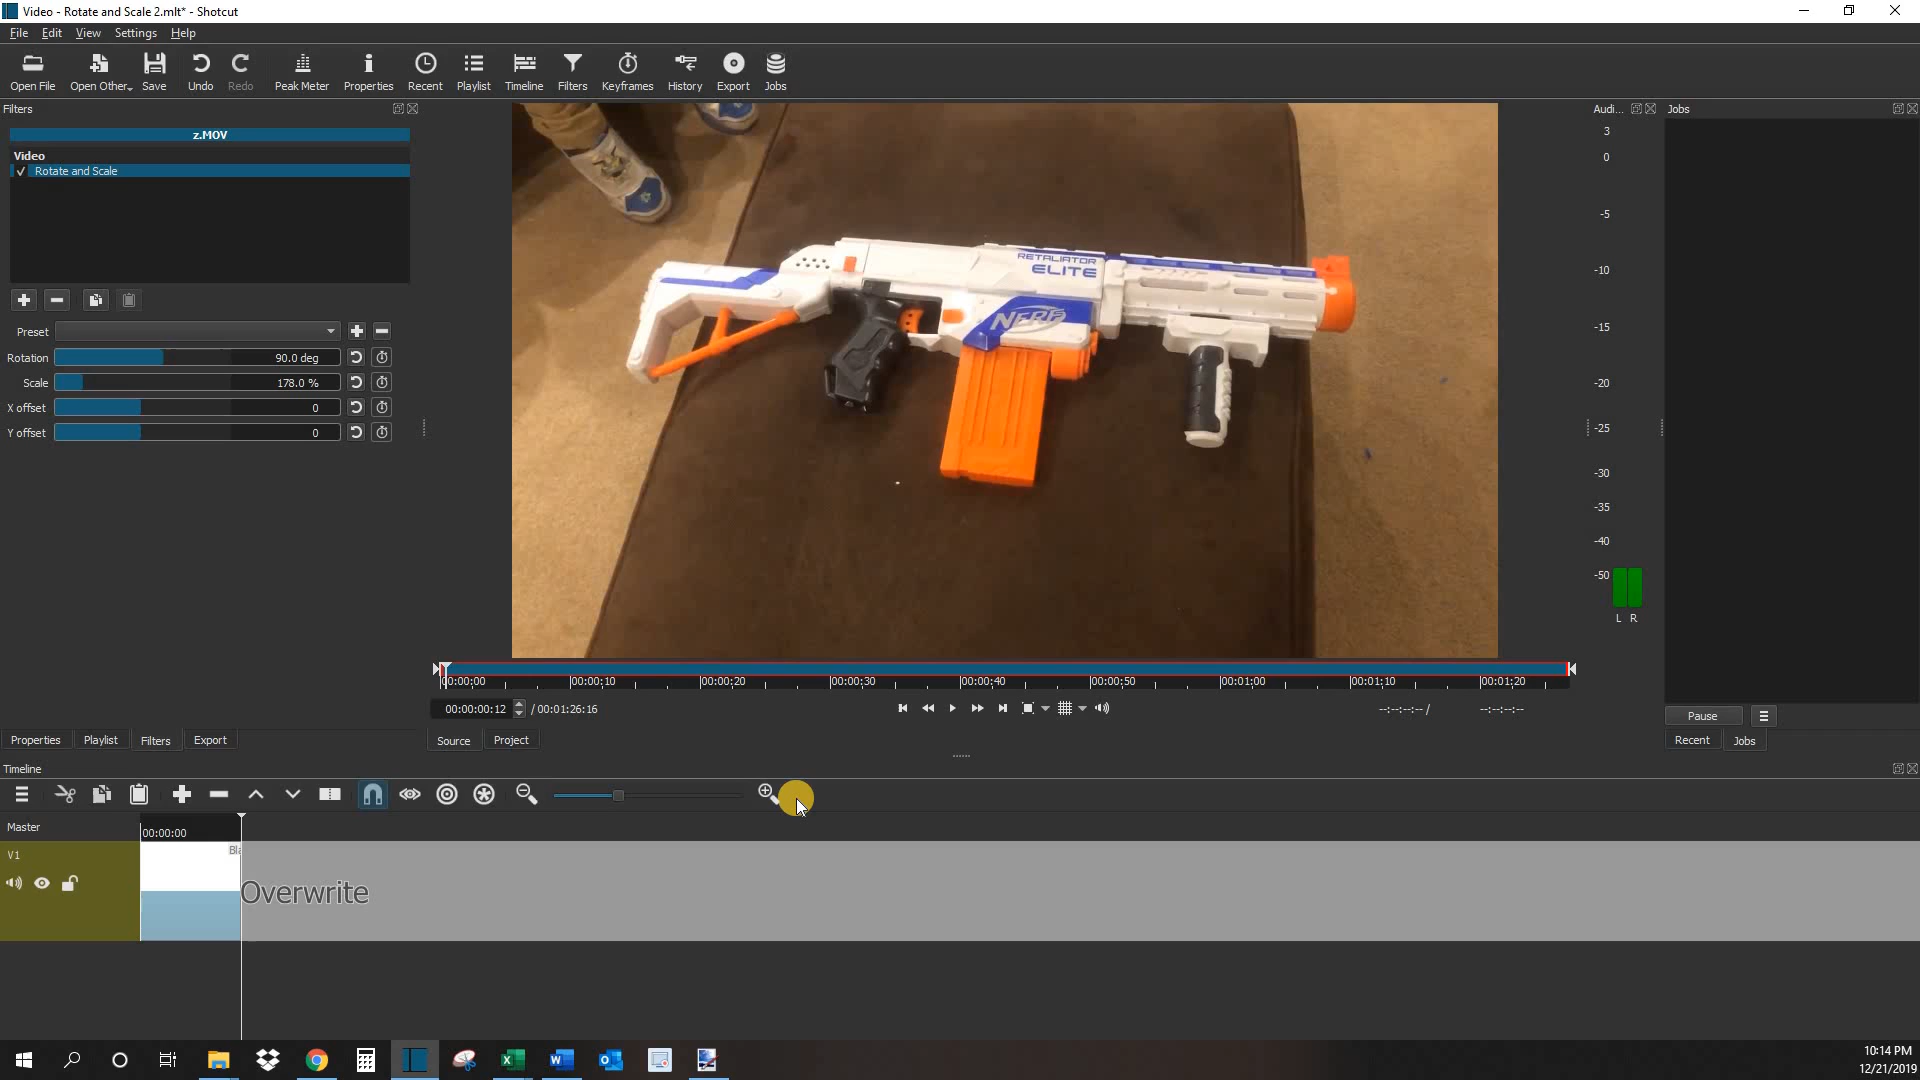 Video - Rotate and Scale 2.mlt* - Shotcut
File Edit View Settings Help
Open File Open Other... Save Undo Redo Peak Meter Properties Recent Playlist Timeline Filters Keyframes History Export Jobs
Filters
z.MOV
Video
Rotate and Scale
Preset
Rotation 90.0 deg
Scale 178.0 %
X offset 0
Y offset 0
RETALIATOR
ELITE
NERF
Audi...
3
0
-5
-10
-15
-20
-25
-30
-35
-40
-50
L R
Jobs
00:00:00 00:00:10 00:00:20 00:00:30 00:00:40 00:00:50 00:01:00 00:01:10 00:01:20
00:00:00:12 / 00:01:26:16 --:--:--:-- / --:--:--:--
Pause
Properties Playlist Filters Export
Source Project
Recent Jobs
Timeline
Master
00:00:00
V1
Bla
Overwrite
10:14 PM
12/21/2019